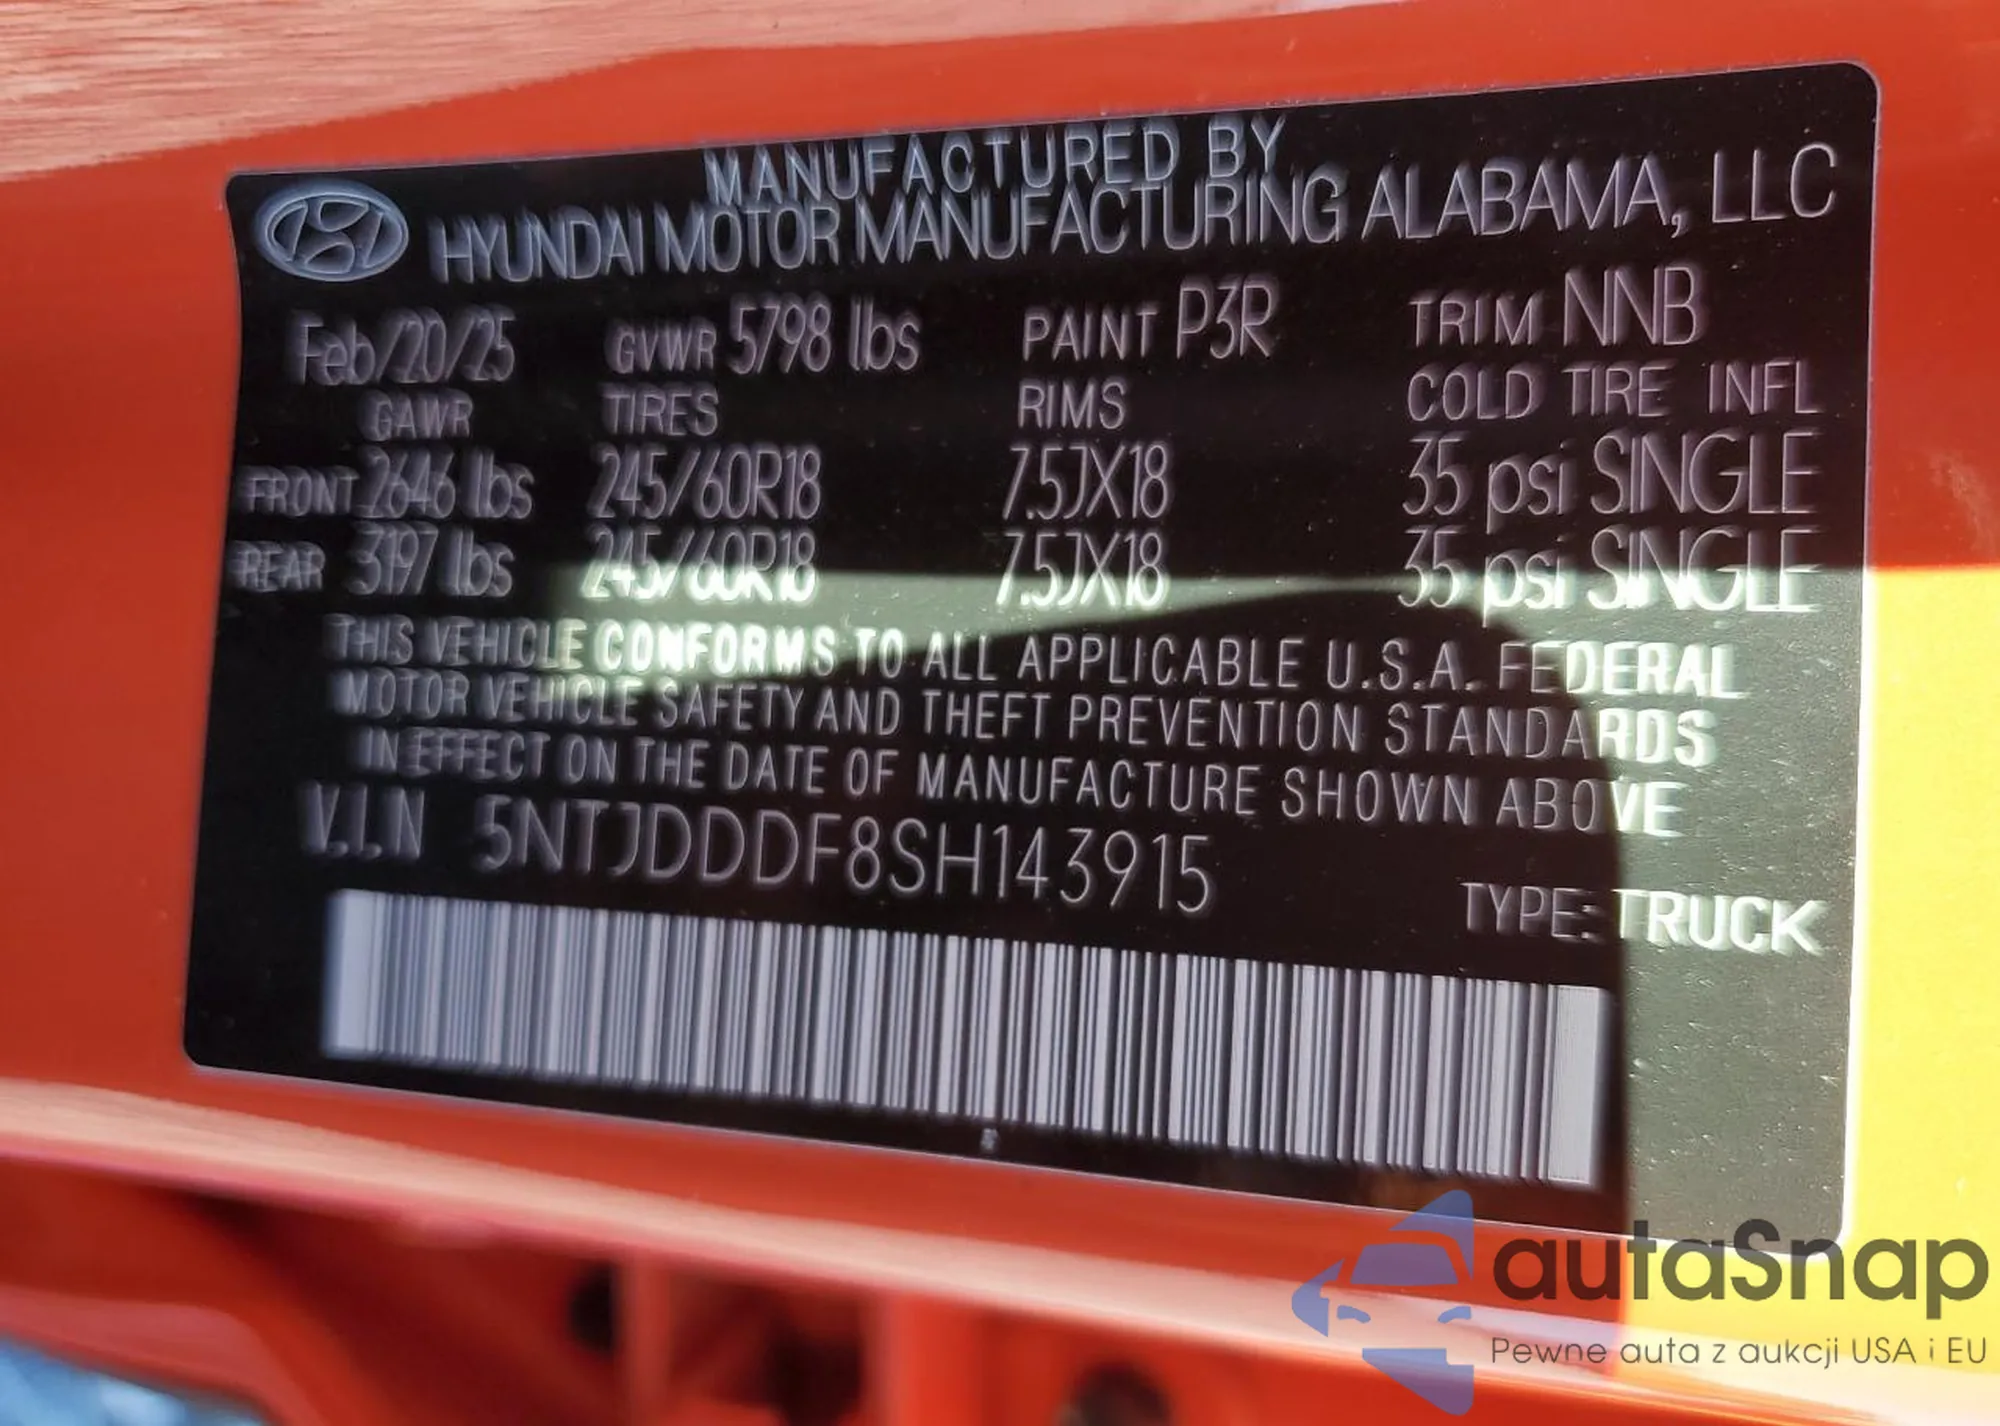 MANUFACTURED BY
HYUNDAI MOTOR MANUFACTURING ALABAMA, LLC
Feb/20/25 GVWR 5798 lbs PAINT P3R TRIM NNB
GAWR TIRES RIMS COLD TIRE INFL
FRONT 2646 lbs 245/60R18 7.5JX18 35 psi SINGLE
REAR 3197 lbs 245/60R18 7.5JX18 35 psi SINGLE
THIS VEHICLE CONFORMS TO ALL APPLICABLE U.S.A. FEDERAL
MOTOR VEHICLE SAFETY AND THEFT PREVENTION STANDARDS
IN EFFECT ON THE DATE OF MANUFACTURE SHOWN ABOVE
V.I.N 5NTJDDDF8SH143915
TYPE: TRUCK
autaSnap
Pewne auta z aukcji USA i EU